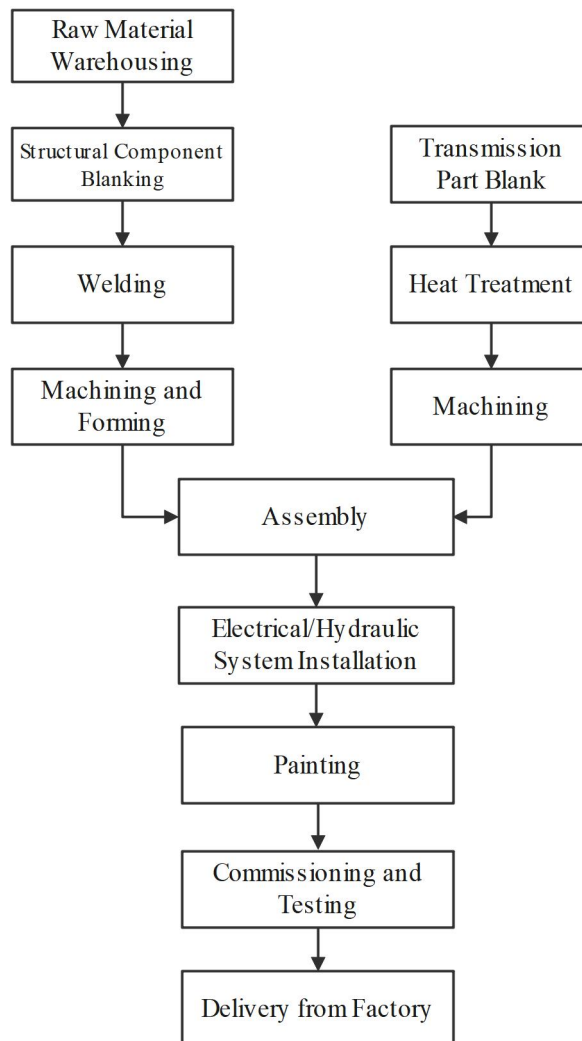 Raw Material
Warehousing
Structural Component
Blanking
Welding
Machining and
Forming
Transmission
Part Blank
Heat Treatment
Machining
Assembly
Electrical/Hydraulic
System Installation
Painting
Commissioning and
Testing
Delivery from Factory